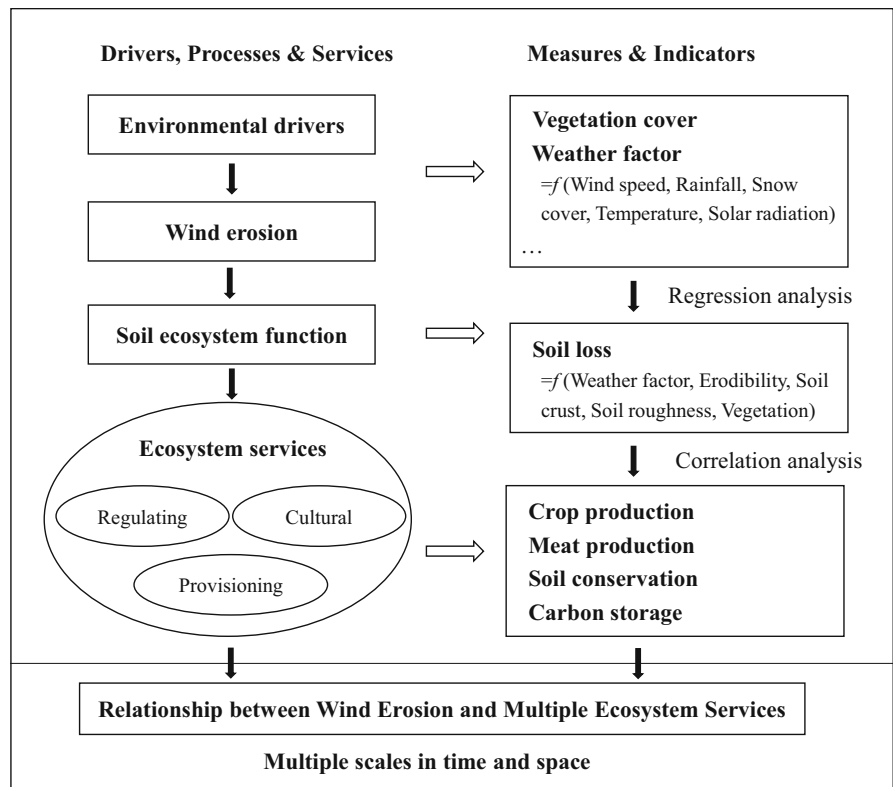 Drivers, Processes & Services
Environmental drivers
Wind erosion
Soil ecosystem function
Ecosystem services
Regulating
Cultural
Provisioning
Measures & Indicators
Vegetation cover
Weather factor
=f (Wind speed, Rainfall, Snow
cover, Temperature, Solar radiation)
…
Regression analysis
Soil loss
=f (Weather factor, Erodibility, Soil
crust, Soil roughness, Vegetation)
Correlation analysis
Crop production
Meat production
Soil conservation
Carbon storage
Relationship between Wind Erosion and Multiple Ecosystem Services
Multiple scales in time and space